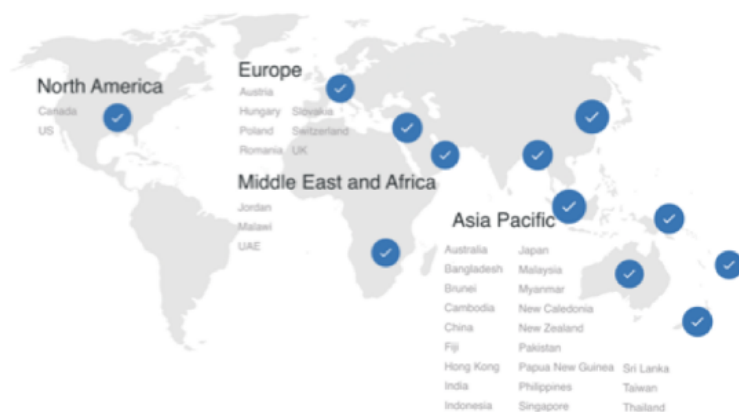 North America
Canada
US
Europe
Austria
Hungary Slovakia
Poland Switzerland
Romania UK
Middle East and Africa
Jordan
Malawi
UAE
Asia Pacific
Australia Japan
Bangladesh Malaysia
Brunei Myanmar
Cambodia New Caledonia
China New Zealand
Fiji Pakistan
Hong Kong Papua New Guinea Sri Lanka
India Philippines Taiwan
Indonesia Singapore Thailand